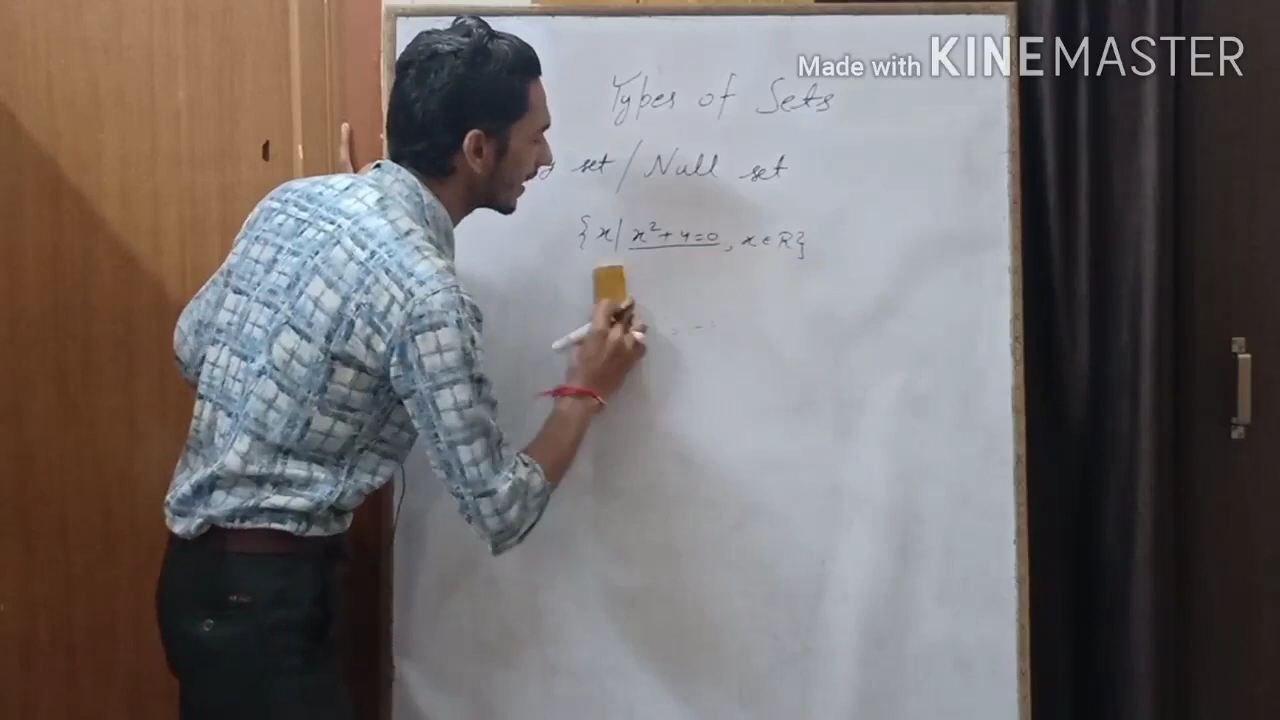 Made with KINEMASTER
Types of Sets
set / Null set
{x | x²+4=0, x∈R}